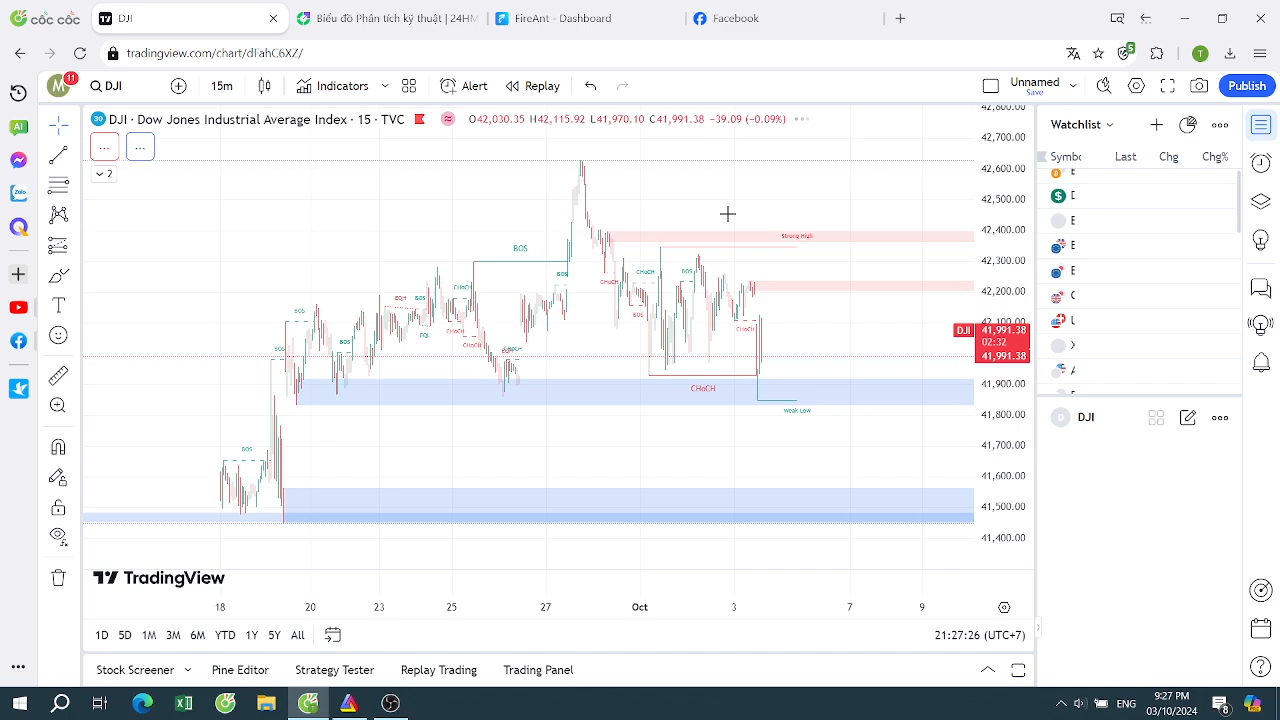 cốc cốc
DJI
Biểu đồ Phân tích kỹ thuật | 24HM
FireAnt - Dashboard
Facebook
tradingview.com/chart/dFahC6XZ/
5
T
M
11
DJI
15m
Indicators
Alert
Replay
Unnamed
Save
Publish
30
DJI · Dow Jones Industrial Average Index · 15 · TVC
O42,030.35 H42,115.92 L41,970.10 C41,991.38 −39.09 (−0.09%)
...
...
2
Watchlist
Symbc
Last
Chg
Chg%
42,800.00
42,700.00
42,600.00
42,500.00
42,400.00
42,300.00
42,200.00
42,100.00
DJI
41,991.38
02:32
41,991.38
41,900.00
41,800.00
41,700.00
41,600.00
41,500.00
41,400.00
Strong High
BOS
BOS
CHoCH
BOS
CHoCH
EQH
BOS
CHoCH
BOS
BOS
BOS
CHoCH
EQL
CHoCH
CHoCH
BOS
BOS
CHoCH
CHoCH
Weak Low
BOS
AI
Zalo
D
DJI
TradingView
18
20
23
25
27
Oct
3
7
9
1D
5D
1M
3M
6M
YTD
1Y
5Y
All
21:27:26 (UTC+7)
Stock Screener
Pine Editor
Strategy Tester
Replay Trading
Trading Panel
ENG
9:27 PM
03/10/2024